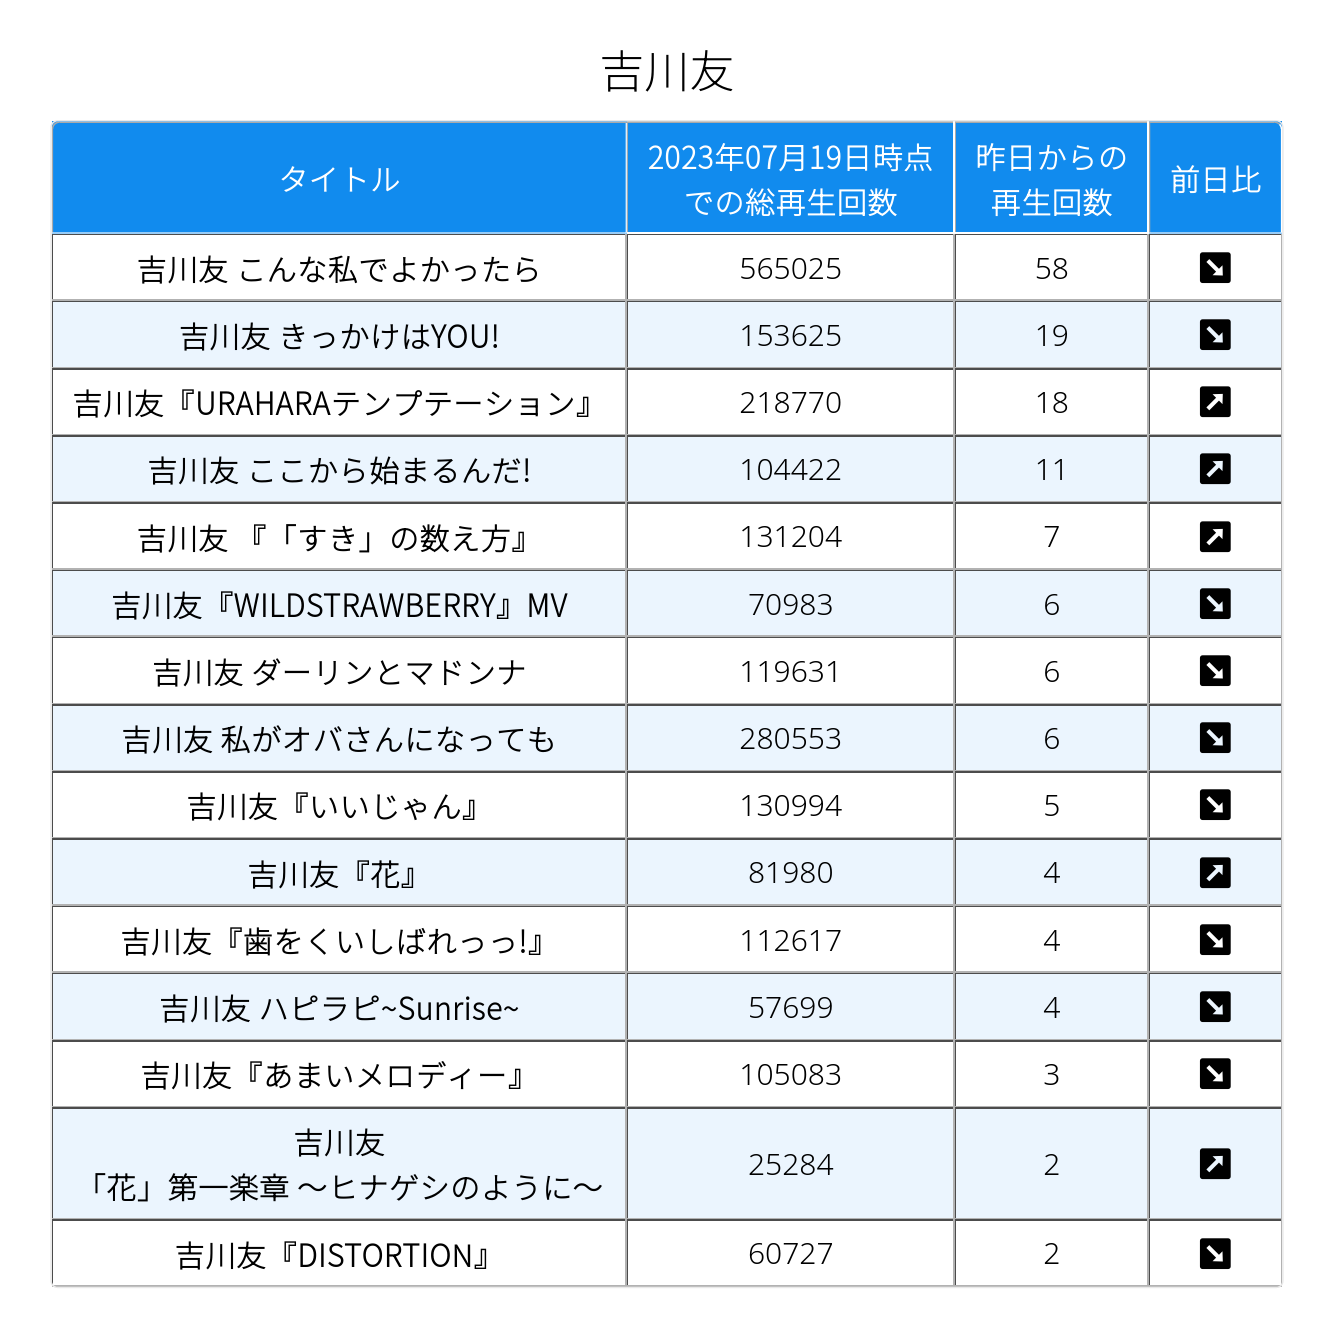 吉川友
タイトル
2023年07月19日時点
での総再生回数
昨日からの
再生回数
前日比
吉川友 こんな私でよかったら 565025 58
吉川友 きっかけはYOU! 153625 19
吉川友『URAHARAテンプテーション』 218770 18
吉川友 ここから始まるんだ! 104422 11
吉川友 『「すき」の数え方』 131204 7
吉川友『WILDSTRAWBERRY』MV 70983 6
吉川友 ダーリンとマドンナ 119631 6
吉川友 私がオバさんになっても 280553 6
吉川友『いいじゃん』 130994 5
吉川友『花』 81980 4
吉川友『歯をくいしばれっっ!』 112617 4
吉川友 ハピラピ~Sunrise~ 57699 4
吉川友『あまいメロディー』 105083 3
吉川友
「花」第一楽章 〜ヒナゲシのように〜 25284 2
吉川友『DISTORTION』 60727 2